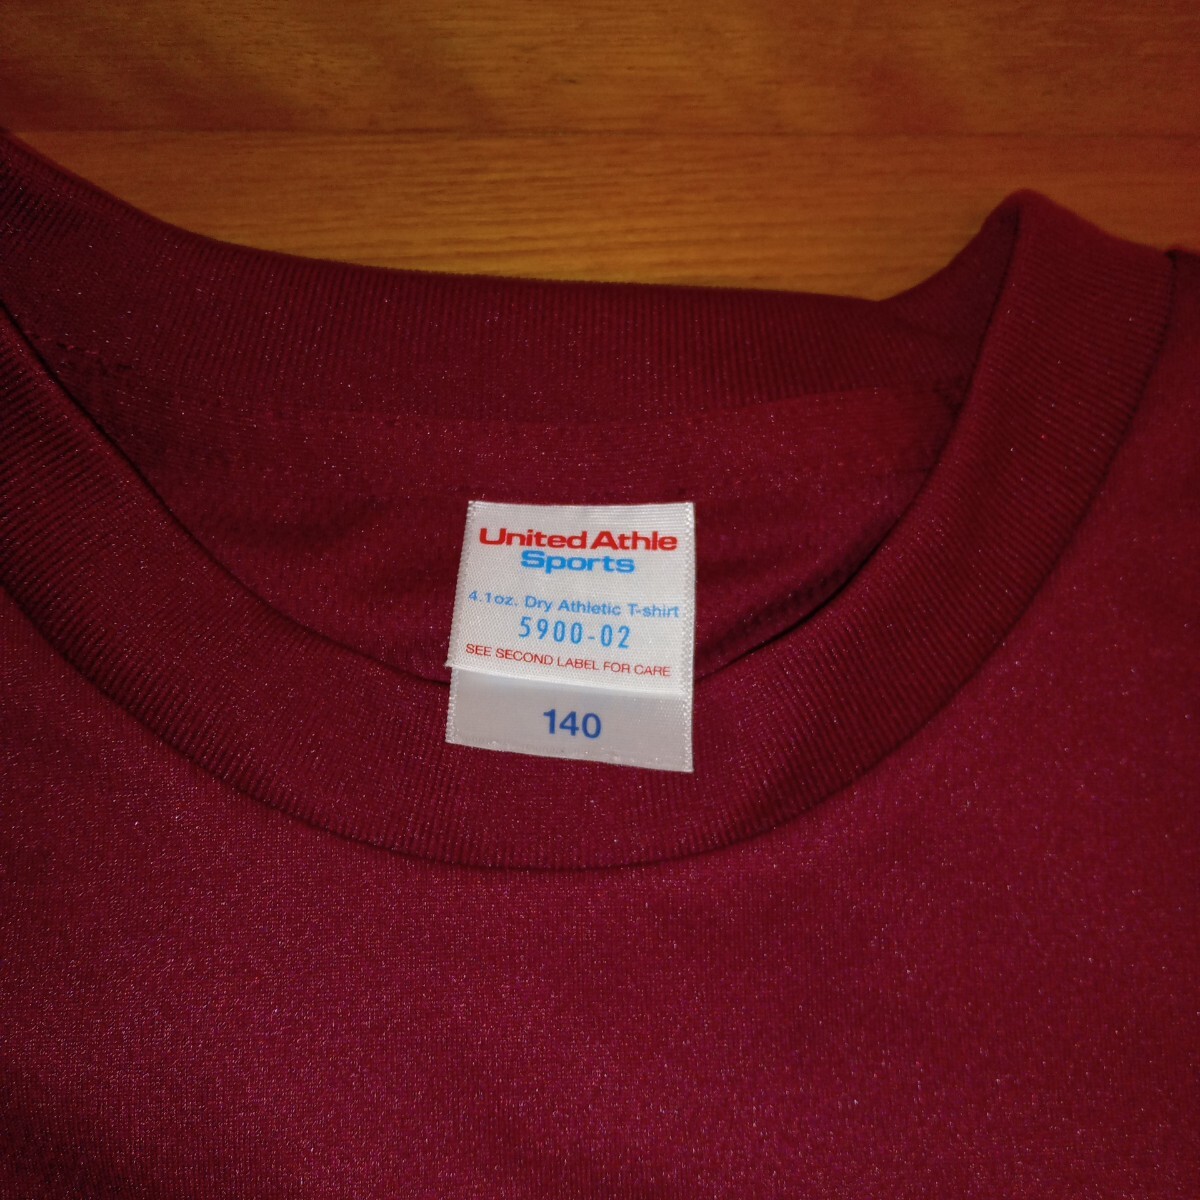 United Athle
Sports
4.1oz. Dry Athletic T-shirt
5900-02
SEE SECOND LABEL FOR CARE
140